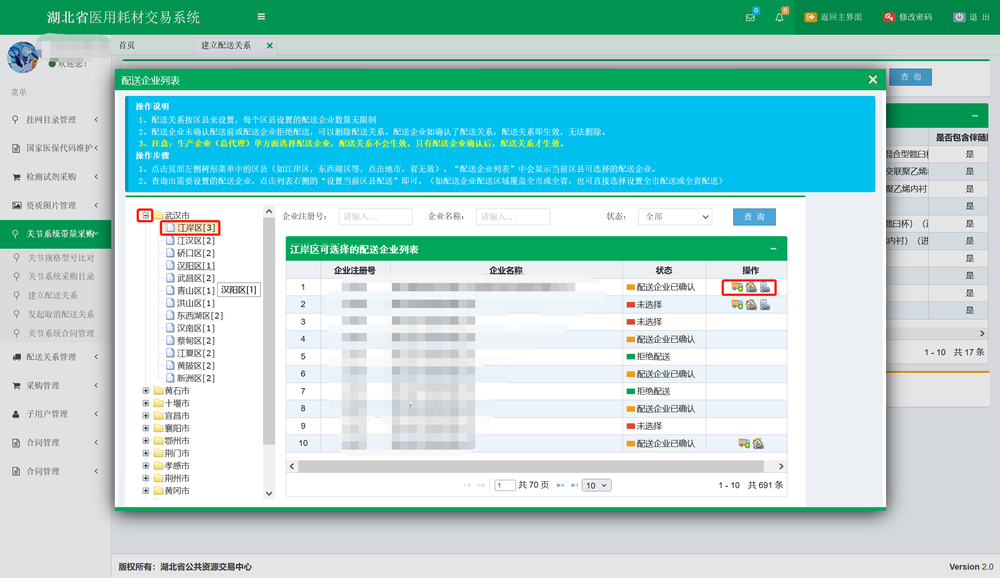 湖北省医用耗材交易系统
0
6
返回主界面
修改密码
退 出
首页
建立配送关系
欢迎您!
菜单
挂网目录管理
国家医保代码维护
检测试剂采购
资质图片管理
关节系统带量采购
关节规格型号比对
关节系统采购目录
建立配送关系
发起取消配送关系
关节系统合同管理
配送关系管理
采购管理
子用户管理
合同管理
合同管理
查 询
配送企业列表
操作说明
1、配送关系按区县来设置，每个区县设置的配送企业数量无限制
2、配送企业未确认配送前或配送企业拒绝配送，可以删除配送关系。配送企业如确认了配送关系，配送关系即生效，无法删除。
3、注意：生产企业（总代理）单方面选择配送企业，配送关系不会生效，只有配送企业确认后，配送关系才生效。
操作步骤
1、点击页面左侧树形菜单中的区县（如江岸区，东西湖区等，点击地市，省无效），“配送企业列表”中会显示当前区县可选择的配送企业。
2、查询出需要设置的配送企业，点击列表右侧的“设置当前区县配送”即可。（如配送企业配送区域覆盖全市或全省，也可直接选择设置全市配送或全省配送）
武汉市
江岸区[3]
江汉区[2]
硚口区[2]
汉阳区[1]
武昌区[2]
青山区[1]
汉阳区[1]
洪山区[1]
东西湖区[2]
汉南区[1]
蔡甸区[2]
江夏区[2]
黄陂区[2]
新洲区[2]
黄石市
十堰市
宜昌市
襄阳市
鄂州市
荆门市
孝感市
荆州市
黄冈市
企业注册号： 请输入... 企业名称： 请输入... 状态： 全部 查 询
江岸区可选择的配送企业列表
企业注册号 企业名称 状态 操作
1 配送企业已确认
2 未选择
3 未选择
4 配送企业已确认
5 拒绝配送
6 配送企业已确认
7 拒绝配送
8 配送企业已确认
9 未选择
10 配送企业已确认
1 共 70 页 10 1 - 10 共 691 条
是否包含伴随
混合型髋臼 是
交联聚乙烯 是
聚乙烯内衬 是
是
髋臼杯）（ 是
内衬）（进 是
是
是
是
是
1 - 10 共 17 条
版权所有：湖北省公共资源交易中心
Version 2.0